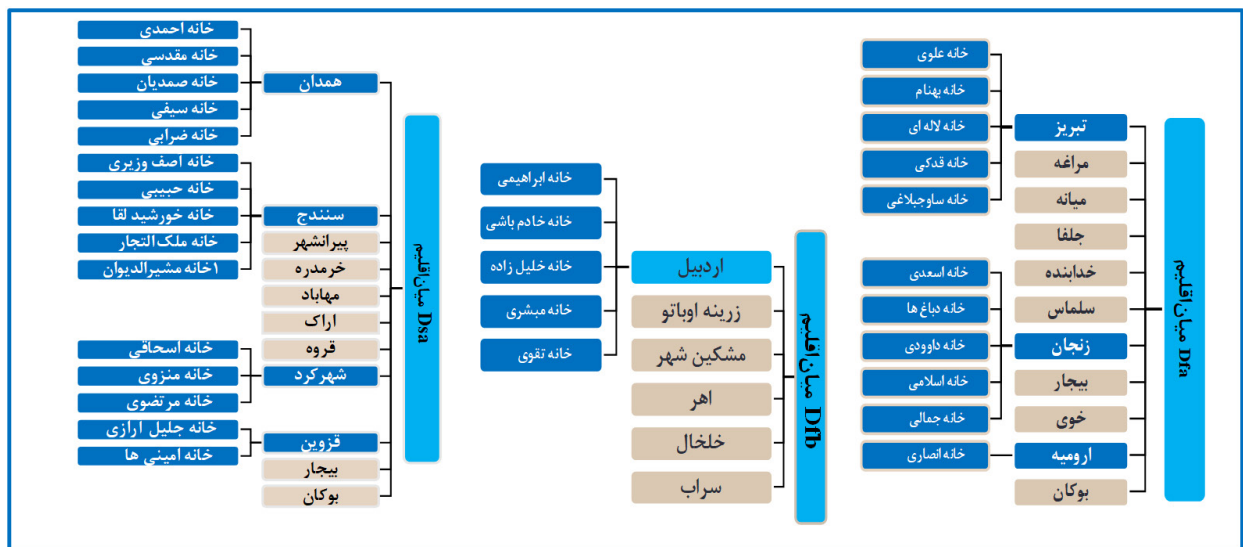 میان‌اقلیم Dfa
تبریز
خانه علوی
خانه بهنام
خانه لاله ای
خانه قدکی
خانه ساوجبلاغی
مراغه
میانه
جلفا
خدابنده
سلماس
زنجان
خانه اسعدی
خانه دباغ ها
خانه داوودی
خانه اسلامی
خانه جمالی
بیجار
خوی
ارومیه
خانه انصاری
بوکان
میان‌اقلیم Dfb
اردبیل
خانه ابراهیمی
خانه خادم باشی
خانه خلیل زاده
خانه مبشری
خانه تقوی
زرینه اوباتو
مشکین شهر
اهر
خلخال
سراب
میان‌اقلیم Dsa
همدان
خانه احمدی
خانه مقدسی
خانه صمدیان
خانه سیفی
خانه ضرابی
سنندج
خانه اصف وزیری
خانه حبیبی
خانه خورشید لقا
خانه ملک التجار
۱خانه مشیرالدیوان
پیرانشهر
خرمدره
مهاباد
اراک
قروه
شهرکرد
خانه اسحاقی
خانه منزوی
خانه مرتضوی
قزوین
خانه جلیل ارازی
خانه امینی ها
بیجار
بوکان